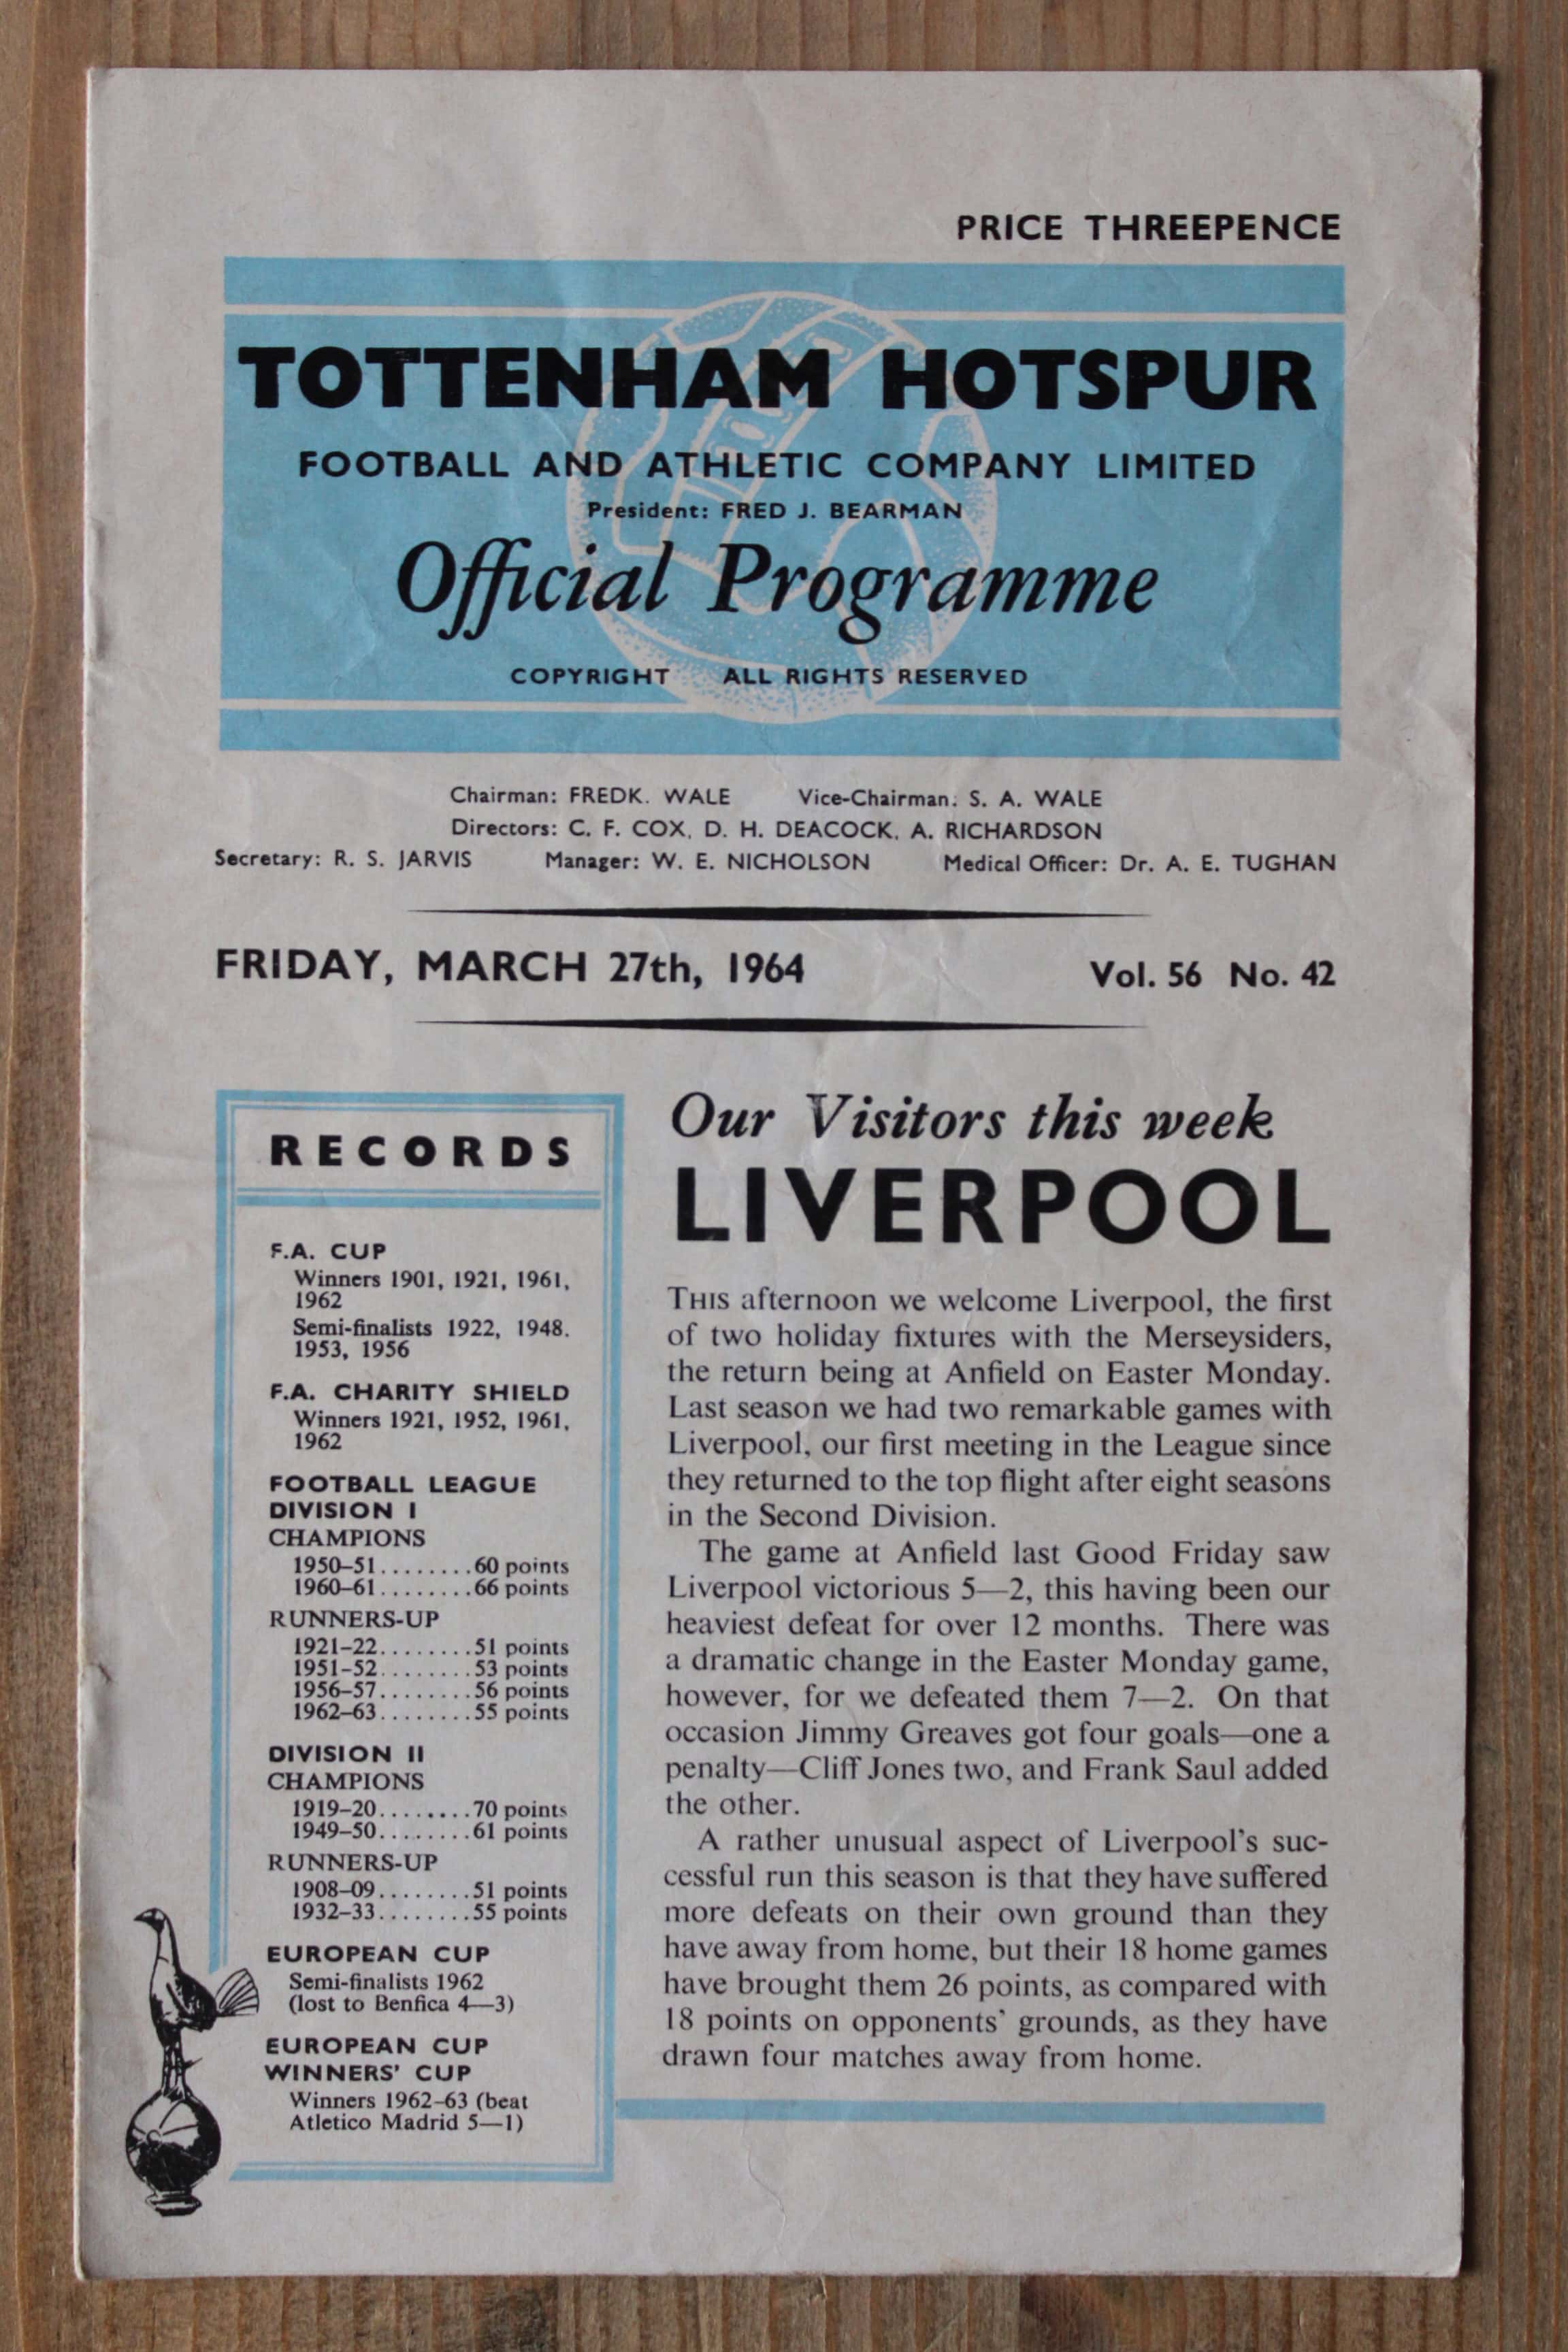 PRICE THREEPENCE
TOTTENHAM HOTSPUR
FOOTBALL AND ATHLETIC COMPANY LIMITED
President: FRED J. BEARMAN
Official Programme
COPYRIGHT ALL RIGHTS RESERVED
Chairman: FREDK. WALE Vice-Chairman: S. A. WALE
Directors: C. F. COX, D. H. DEACOCK, A. RICHARDSON
Secretary: R. S. JARVIS Manager: W. E. NICHOLSON Medical Officer: Dr. A. E. TUGHAN
FRIDAY, MARCH 27th, 1964 Vol. 56 No. 42
RECORDS
F.A. CUP
Winners 1901, 1921, 1961,
1962
Semi-finalists 1922, 1948.
1953, 1956
F.A. CHARITY SHIELD
Winners 1921, 1952, 1961,
1962
FOOTBALL LEAGUE
DIVISION I
CHAMPIONS
1950–51........60 points
1960–61........66 points
RUNNERS-UP
1921–22........51 points
1951–52........53 points
1956–57........56 points
1962–63........55 points
DIVISION II
CHAMPIONS
1919–20........70 points
1949–50........61 points
RUNNERS-UP
1908–09........51 points
1932–33........55 points
EUROPEAN CUP
Semi-finalists 1962
(lost to Benfica 4—3)
EUROPEAN CUP
WINNERS' CUP
Winners 1962–63 (beat
Atletico Madrid 5—1)
Our Visitors this week
LIVERPOOL
THIS afternoon we welcome Liverpool, the first
of two holiday fixtures with the Merseysiders,
the return being at Anfield on Easter Monday.
Last season we had two remarkable games with
Liverpool, our first meeting in the League since
they returned to the top flight after eight seasons
in the Second Division.
The game at Anfield last Good Friday saw
Liverpool victorious 5—2, this having been our
heaviest defeat for over 12 months. There was
a dramatic change in the Easter Monday game,
however, for we defeated them 7—2. On that
occasion Jimmy Greaves got four goals—one a
penalty—Cliff Jones two, and Frank Saul added
the other.
A rather unusual aspect of Liverpool's suc-
cessful run this season is that they have suffered
more defeats on their own ground than they
have away from home, but their 18 home games
have brought them 26 points, as compared with
18 points on opponents' grounds, as they have
drawn four matches away from home.